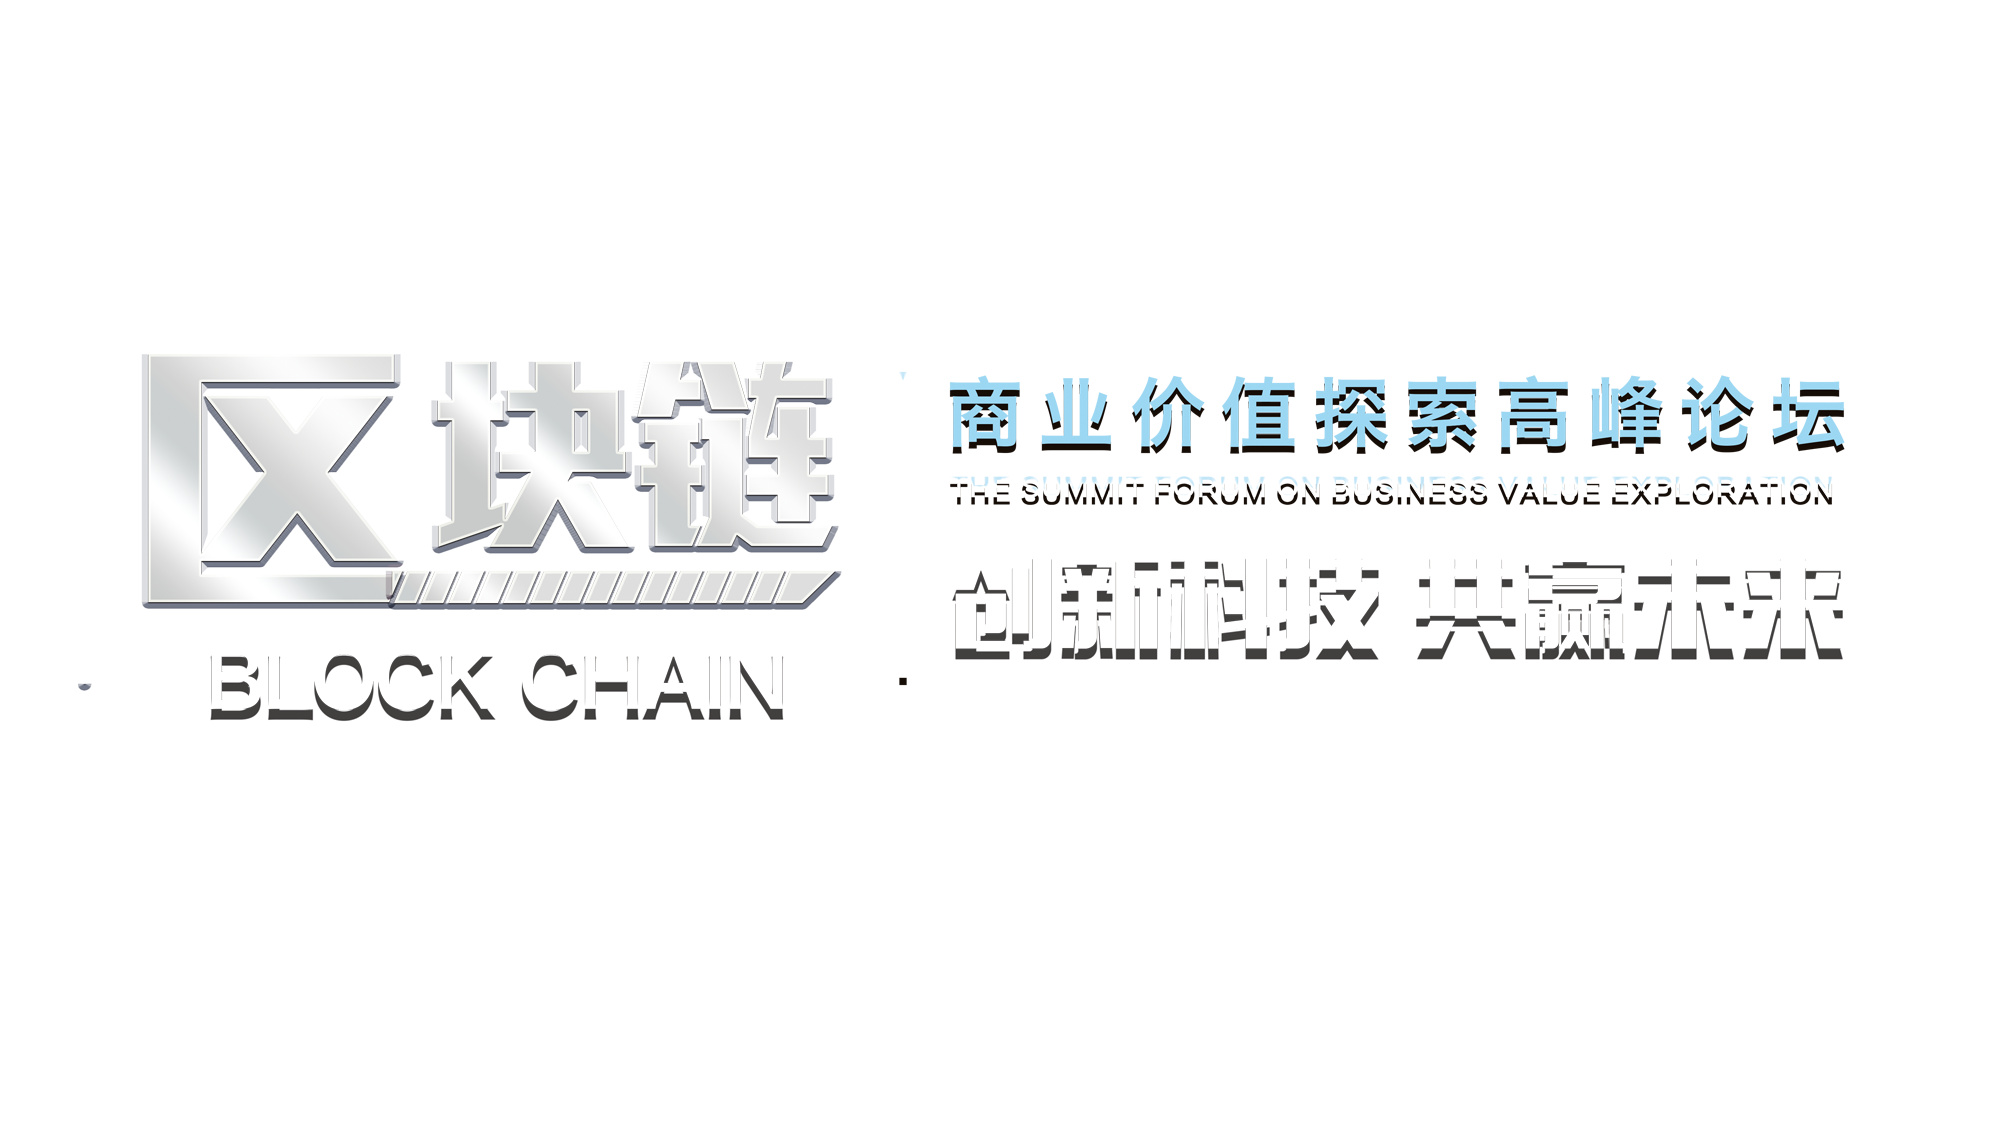 区块链
BLOCK CHAIN
商业价值探索高峰论坛
THE SUMMIT FORUM ON BUSINESS VALUE EXPLORATION
创新科技 共赢未来